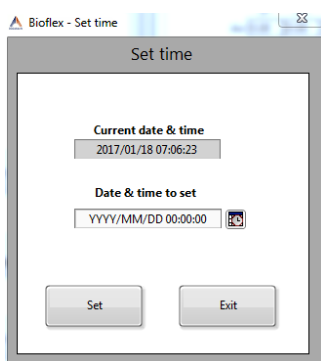 Bioflex - Set time
Set time
Current date & time
2017/01/18 07:06:23
Date & time to set
YYYY/MM/DD 00:00:00
Set
Exit